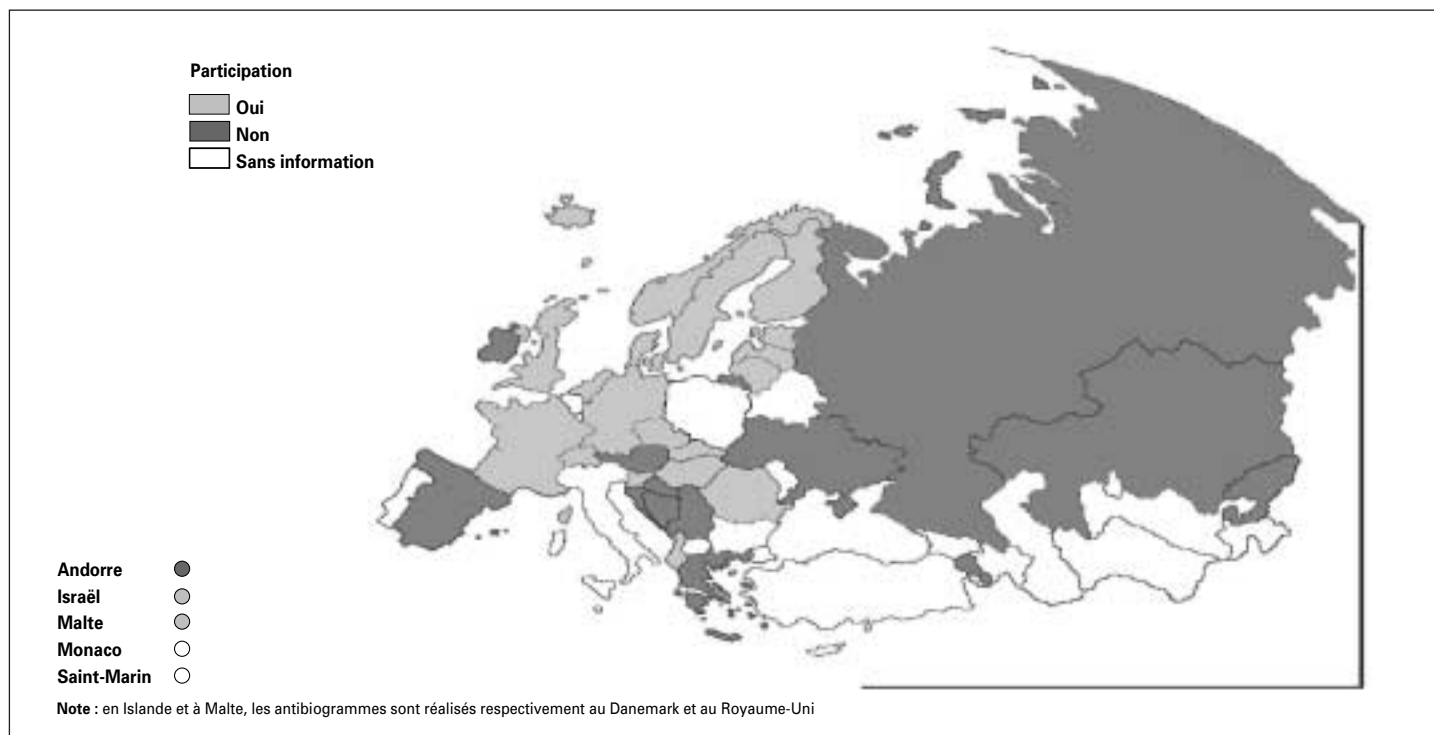 Participation
Oui
Non
Sans information
Andorre
Israël
Malte
Monaco
Saint-Marin
Note : en Islande et à Malte, les antibiogrammes sont réalisés respectivement au Danemark et au Royaume-Uni